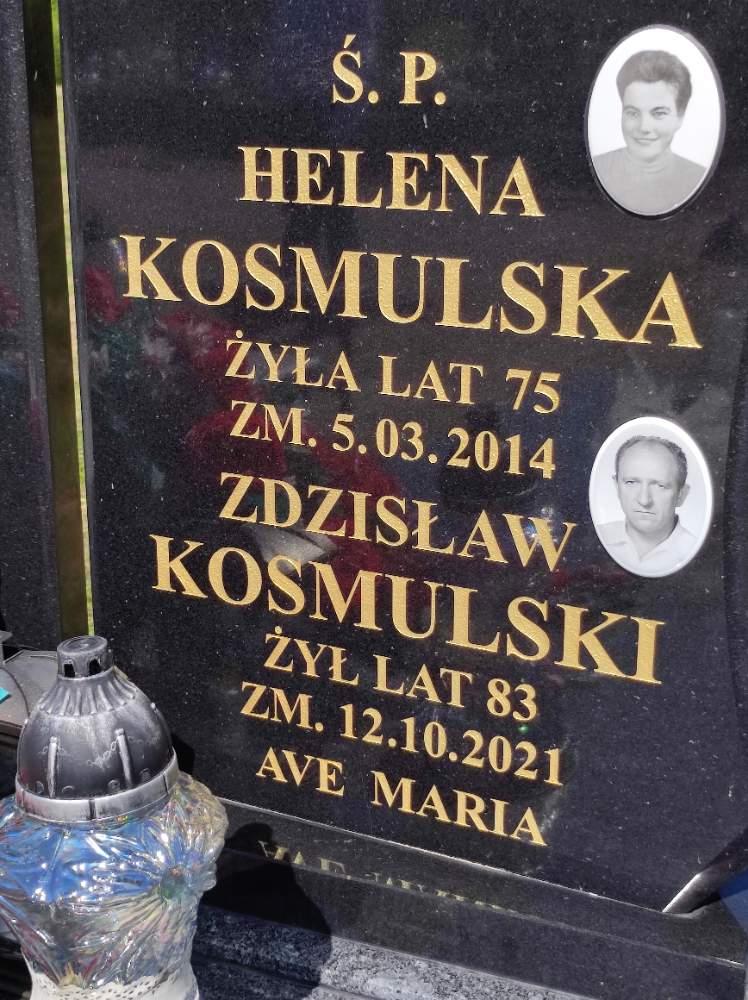 Ś. P.
HELENA
KOSMULSKA
ŻYŁA LAT 75
ZM. 5.03.2014
ZDZISŁAW
KOSMULSKI
ŻYŁ LAT 83
ZM. 12.10.2021
AVE MARIA